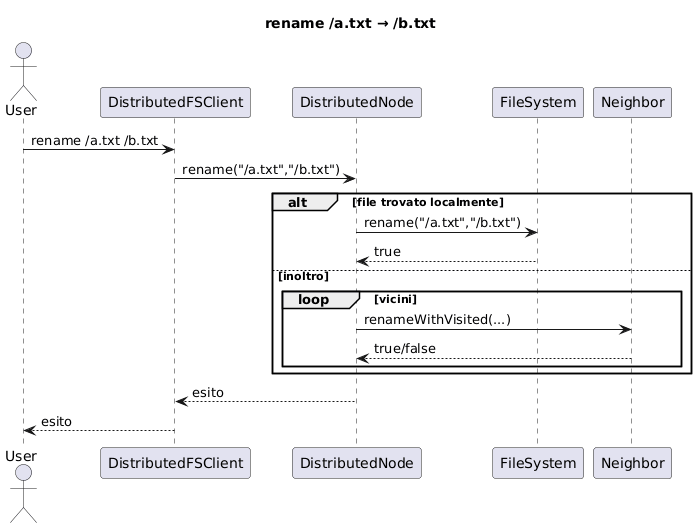 rename /a.txt → /b.txt
User
DistributedFSClient
DistributedNode
FileSystem
Neighbor
rename /a.txt /b.txt
rename("/a.txt","/b.txt")
alt
[file trovato localmente]
rename("/a.txt","/b.txt")
true
[inoltro]
loop
[vicini]
renameWithVisited(...)
true/false
esito
esito
User
DistributedFSClient
DistributedNode
FileSystem
Neighbor